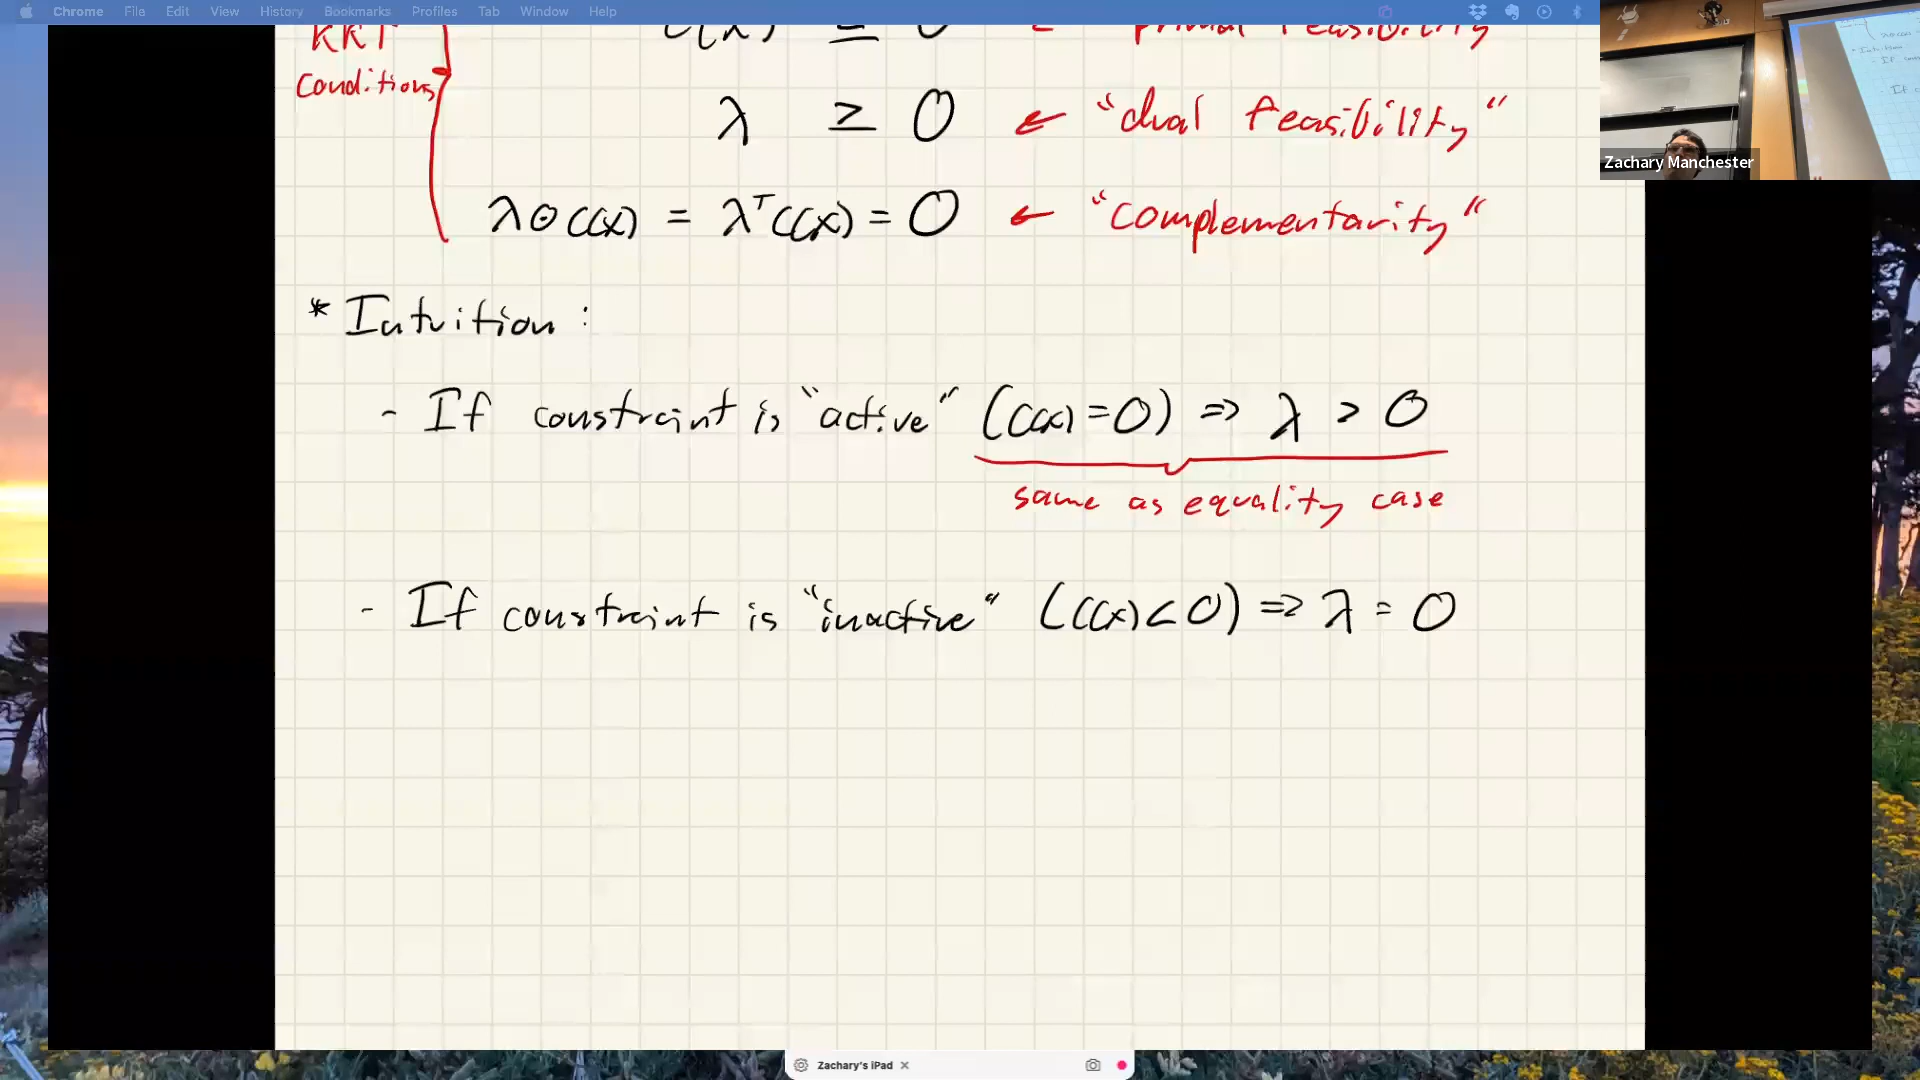 Chrome File Edit View History Bookmarks Profiles Tab Window Help
KKT
Conditions
← "primal feasibility"
λ ≥ 0 ← "dual feasibility"
Zachary Manchester
λ⊙C(x) = λᵀC(x) = 0 ← "complementarity"
* Intuition :
- If constraint is "active" (C(x) = 0) ⇒ λ > 0
same as equality case
- If constraint is "inactive" (C(x) < 0) ⇒ λ = 0
Zachary's iPad